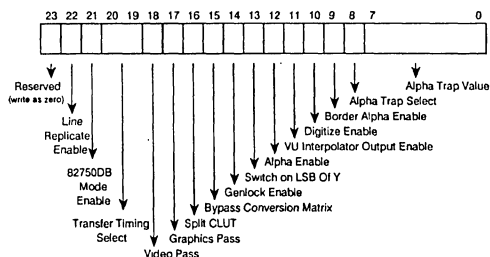 23 22 21 20 19 18 17 16 15 14 13 12 11 10 9 8 7 0
Reserved
(write as zero)
Line
Replicate
Enable
82750DB
Mode
Enable
Transfer Timing
Select
Video Pass
Graphics Pass
Split CLUT
Bypass Conversion Matrix
Genlock Enable
Switch on LSB Of Y
Alpha Enable
VU Interpolator Output Enable
Digitize Enable
Border Alpha Enable
Alpha Trap Select
Alpha Trap Value